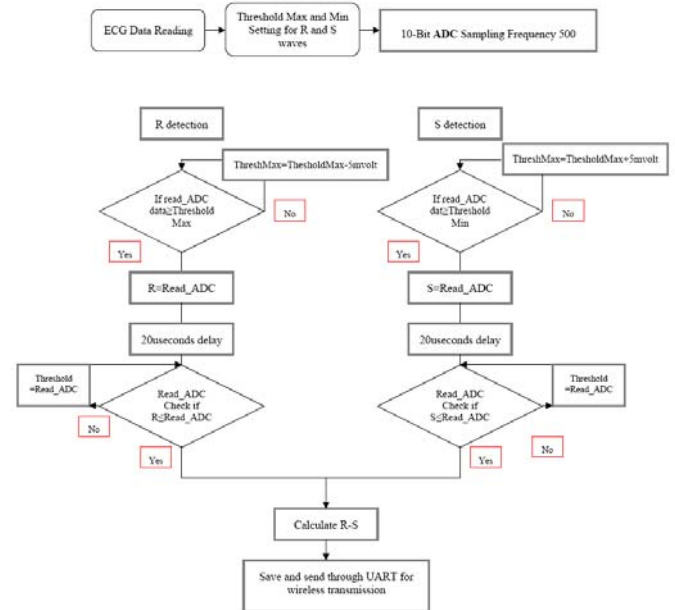 ECG Data Reading
Threshold Max and Min
Setting for R and S
waves
10-Bit ADC Sampling Frequency 500
R detection
ThreshMax=ThesholdMax-5mvolt
If read_ADC
data≥Threshold
Max
No
Yes
R=Read_ADC
20useconds delay
Threshold
=Read_ADC
Read_ADC
Check if
R≤Read_ADC
No
Yes
S detection
ThreshMax=ThesholdMax+5mvolt
If read_ADC
dat≥Threshold
Min
No
Yes
S=Read_ADC
20useconds delay
Threshold
=Read_ADC
Read_ADC
Check if
S≤Read_ADC
No
Yes
Calculate R-S
Save and send through UART for
wireless transmission